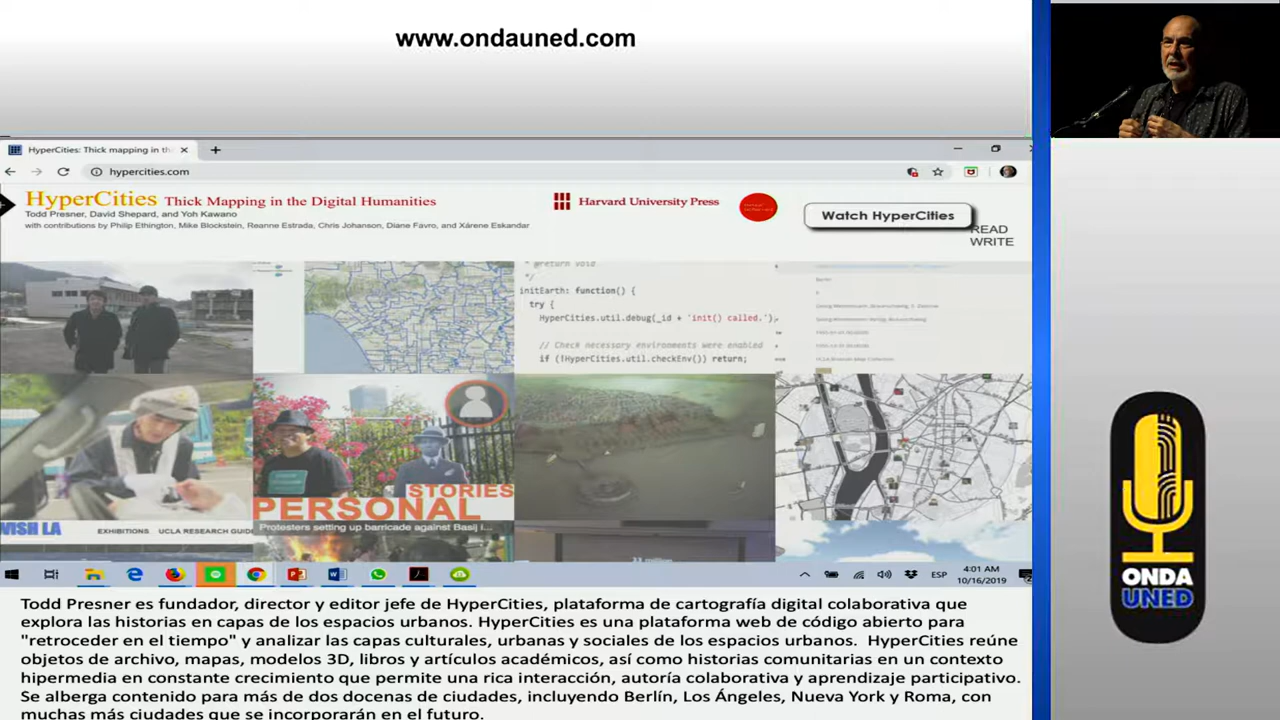 www.ondauned.com
HyperCities: Thick mapping in th
hypercities.com
HyperCities Thick Mapping in the Digital Humanities
Todd Presner, David Shepard, and Yoh Kawano
with contributions by Philip Ethington, Mike Blockstein, Reanne Estrada, Chris Johanson, Diane Favro, and Xárene Eskandar
Harvard University Press
Watch HyperCities
READ
WRITE
* @return void
*/
initEarth: function() {
try {
HyperCities.util.debug(_id + 'init() called.');
// Check necessary environments were enabled
if (!HyperCities.util.checkEnv()) return;
Berlin
PERSONAL
STORIES
Protesters setting up barricade against Basij i...
WISH LA
EXHIBITIONS
UCLA RESEARCH GUID
ESP
4:01 AM
10/16/2019
ONDA
UNED
Todd Presner es fundador, director y editor jefe de HyperCities, plataforma de cartografía digital colaborativa que
explora las historias en capas de los espacios urbanos. HyperCities es una plataforma web de código abierto para
"retroceder en el tiempo" y analizar las capas culturales, urbanas y sociales de los espacios urbanos. HyperCities reúne
objetos de archivo, mapas, modelos 3D, libros y artículos académicos, así como historias comunitarias en un contexto
hipermedia en constante crecimiento que permite una rica interacción, autoría colaborativa y aprendizaje participativo.
Se alberga contenido para más de dos docenas de ciudades, incluyendo Berlín, Los Ángeles, Nueva York y Roma, con
muchas más ciudades que se incorporarán en el futuro.